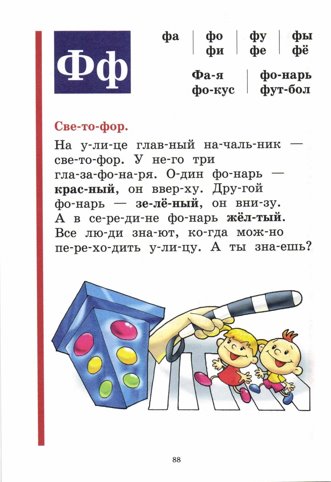 Фф
фа фо фу фы
фи фе фё
Фа-я фо-нарь
фо-кус фут-бол
Све-то-фор.
На у-ли-це глав-ный на-чаль-ник —
све-то-фор. У не-го три
гла-за-фо-на-ря. О-дин фо-нарь —
крас-ный, он ввер-ху. Дру-гой
фо-нарь — зе-лё-ный, он вни-зу.
А в се-ре-ди-не фо-нарь жёл-тый.
Все лю-ди зна-ют, ко-гда мож-но
пе-ре-хо-дить у-ли-цу. А ты зна-ешь?
88